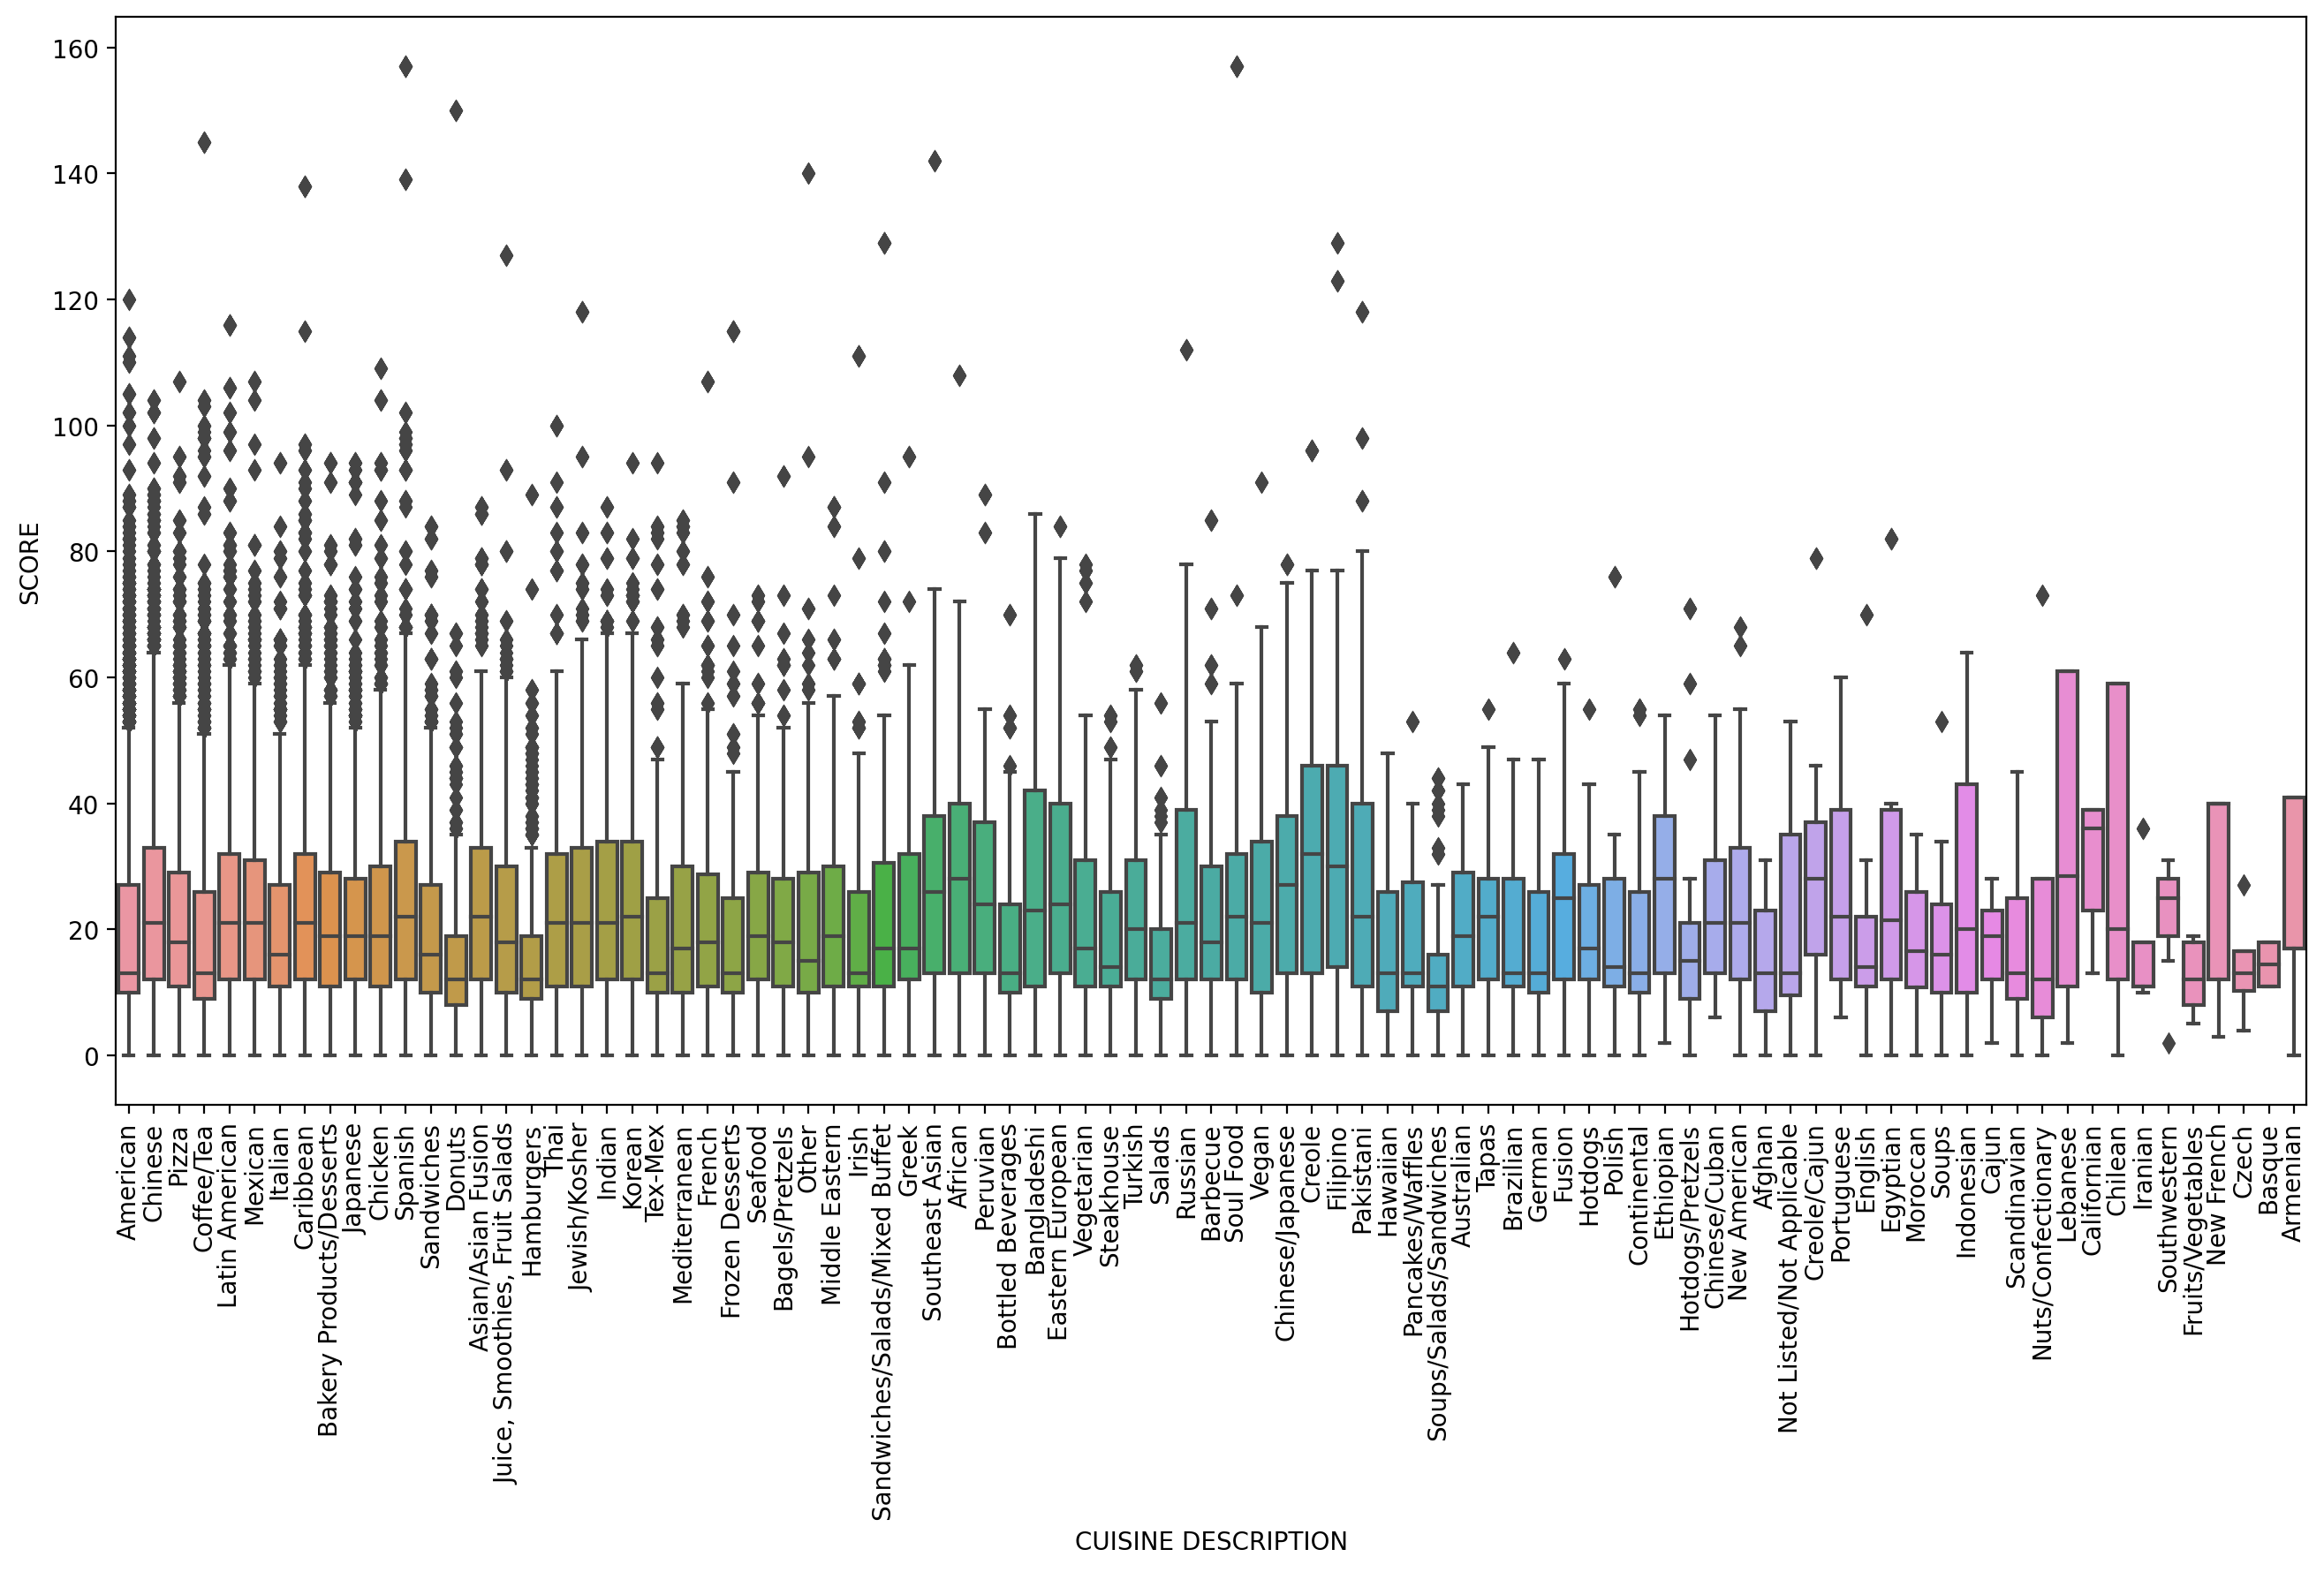 160
140
120
100
80
60
40
20
0
SCORE
American
Chinese
Pizza
Coffee/Tea
Latin American
Mexican
Italian
Caribbean
Bakery Products/Desserts
Japanese
Chicken
Spanish
Sandwiches
Donuts
Asian/Asian Fusion
Juice, Smoothies, Fruit Salads
Hamburgers
Thai
Jewish/Kosher
Indian
Korean
Tex-Mex
Mediterranean
French
Frozen Desserts
Seafood
Bagels/Pretzels
Other
Middle Eastern
Irish
Sandwiches/Salads/Mixed Buffet
Greek
Southeast Asian
African
Peruvian
Bottled Beverages
Bangladeshi
Eastern European
Vegetarian
Steakhouse
Turkish
Salads
Russian
Barbecue
Soul Food
Vegan
Chinese/Japanese
Creole
Filipino
Pakistani
Hawaiian
Pancakes/Waffles
Soups/Salads/Sandwiches
Australian
Tapas
Brazilian
German
Fusion
Hotdogs
Polish
Continental
Ethiopian
Hotdogs/Pretzels
Chinese/Cuban
New American
Afghan
Not Listed/Not Applicable
Creole/Cajun
Portuguese
English
Egyptian
Moroccan
Soups
Indonesian
Cajun
Scandinavian
Nuts/Confectionary
Lebanese
Californian
Chilean
Iranian
Southwestern
Fruits/Vegetables
New French
Czech
Basque
Armenian
CUISINE DESCRIPTION